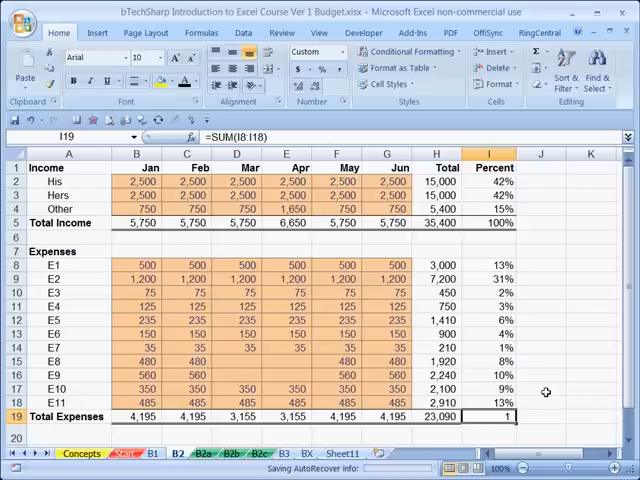 bTechSharp Introduction to Excel Course Ver 1 Budget.xlsx - Microsoft Excel non-commercial use
Home Insert Page Layout Formulas Data Review View Developer Add-Ins PDF OffiSync RingCentral
Paste
Clipboard
Arial 10
B I U
Font
Alignment
Custom
$ % ,
Number
Conditional Formatting
Format as Table
Cell Styles
Styles
Insert
Delete
Format
Cells
Σ
Sort & Filter
Find & Select
Editing
I19 fx =SUM(I8:I18)
A B C D E F G H I J K
1 Income Jan Feb Mar Apr May Jun Total Percent
2 His 2,500 2,500 2,500 2,500 2,500 2,500 15,000 42%
3 Hers 2,500 2,500 2,500 2,500 2,500 2,500 15,000 42%
4 Other 750 750 750 1,650 750 750 5,400 15%
5 Total Income 5,750 5,750 5,750 6,650 5,750 5,750 35,400 100%
6
7 Expenses
8 E1 500 500 500 500 500 500 3,000 13%
9 E2 1,200 1,200 1,200 1,200 1,200 1,200 7,200 31%
10 E3 75 75 75 75 75 75 450 2%
11 E4 125 125 125 125 125 125 750 3%
12 E5 235 235 235 235 235 235 1,410 6%
13 E6 150 150 150 150 150 150 900 4%
14 E7 35 35 35 35 35 35 210 1%
15 E8 480 480 480 480 1,920 8%
16 E9 560 560 560 560 2,240 10%
17 E10 350 350 350 350 350 350 2,100 9%
18 E11 485 485 485 485 485 485 2,910 13%
19 Total Expenses 4,195 4,195 3,155 3,155 4,195 4,195 23,090 1
20
Concepts Start B1 B2 B2a B2b B2c B3 BX Sheet11
Saving AutoRecover info: 100%